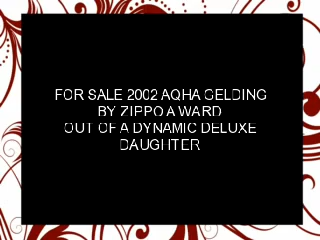 FOR SALE 2002 AQHA GELDING
BY ZIPPO A WARD
OUT OF A DYNAMIC DELUXE
DAUGHTER